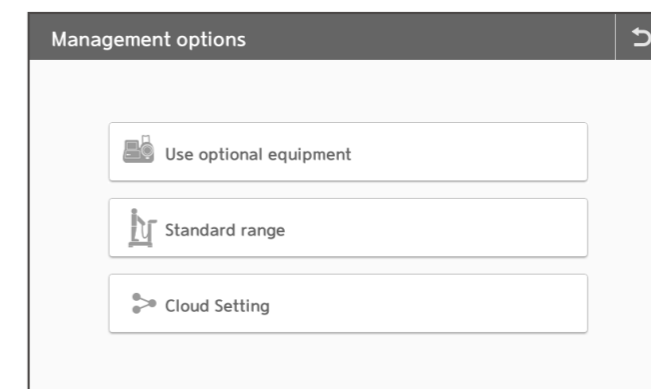 Management options
Use optional equipment
Standard range
Cloud Setting